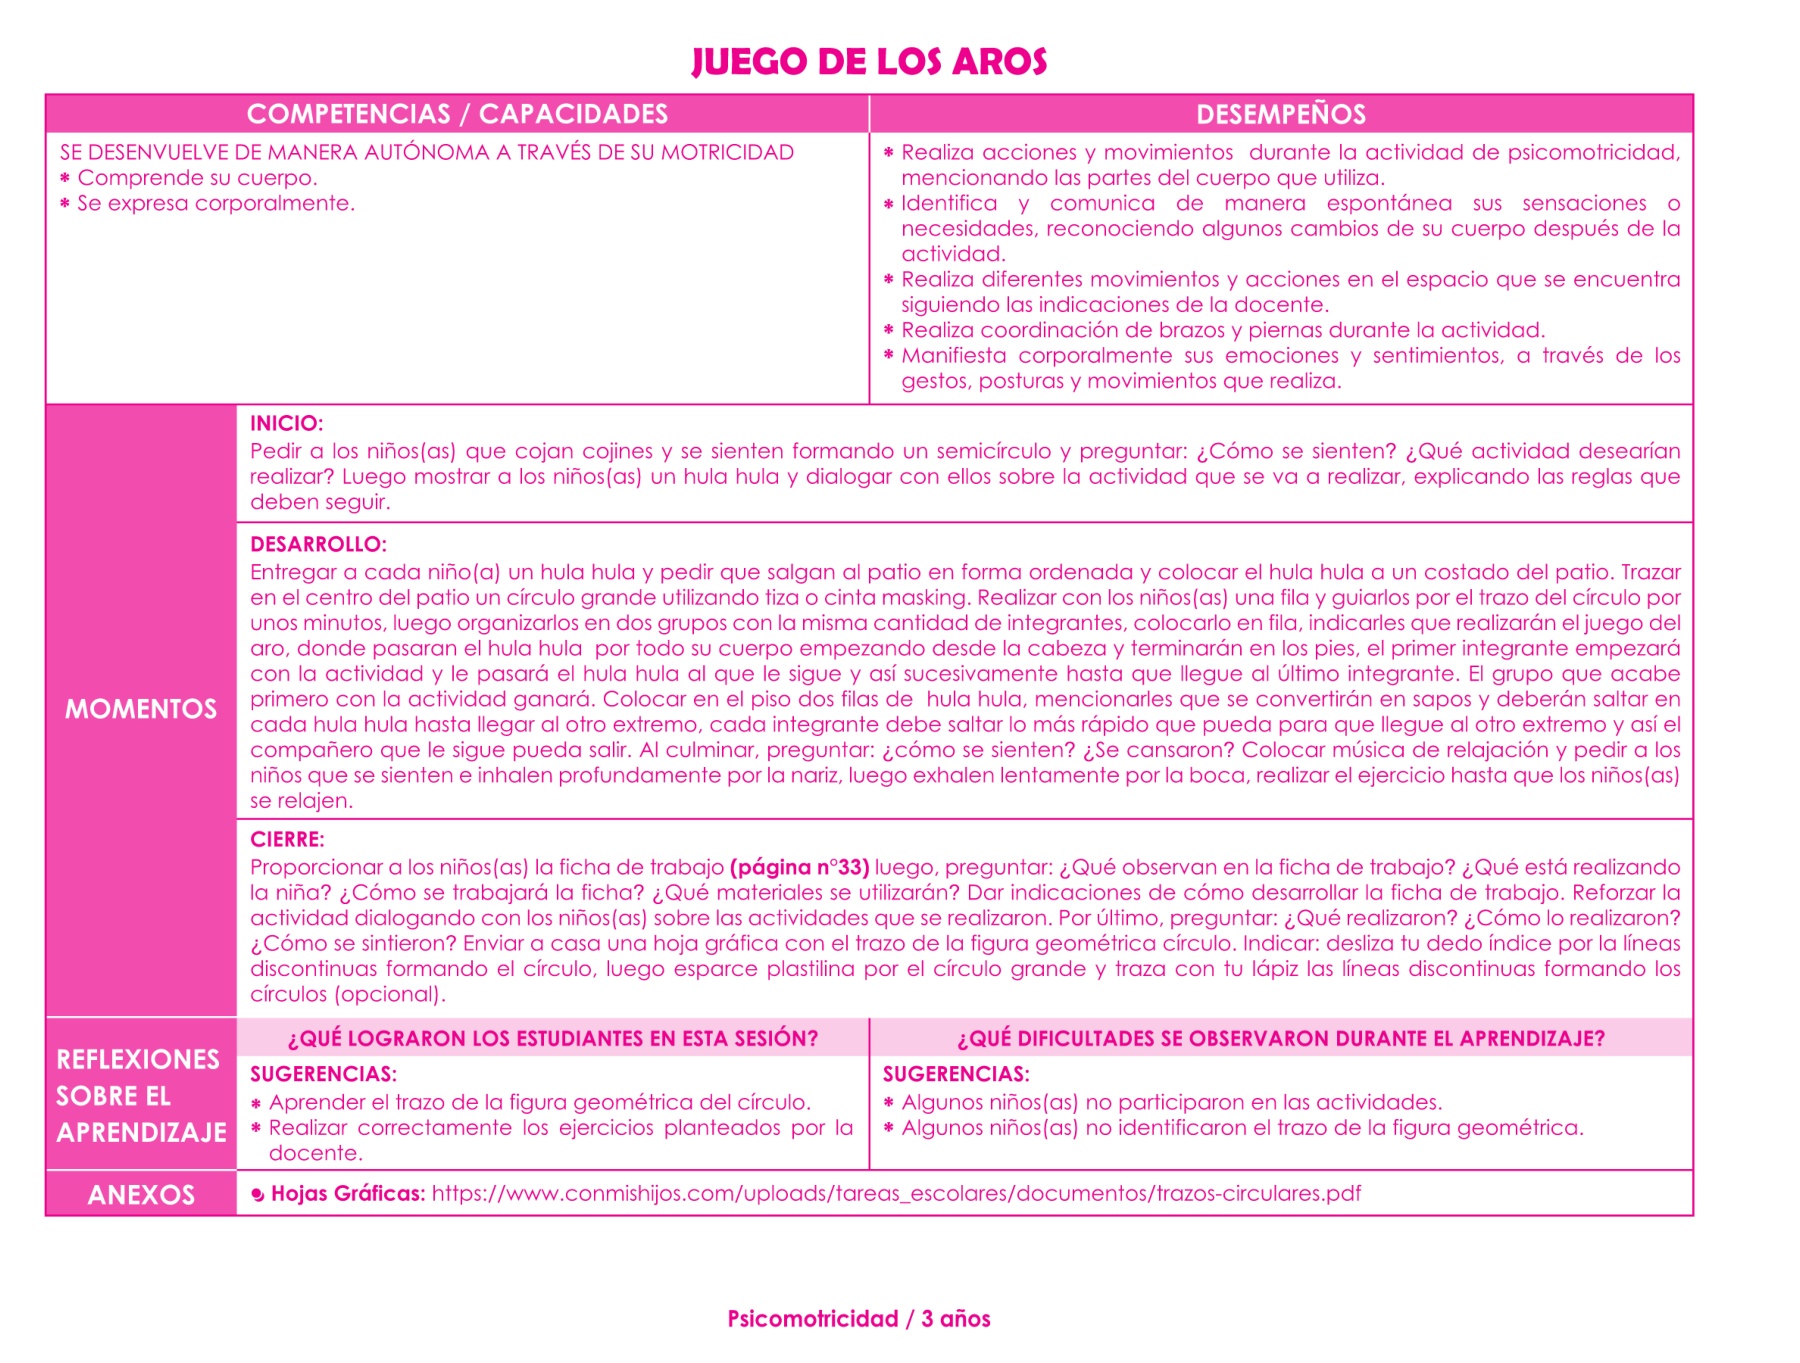 JUEGO DE LOS AROS
COMPETENCIAS / CAPACIDADES
DESEMPEÑOS
SE DESENVUELVE DE MANERA AUTÓNOMA A TRAVÉS DE SU MOTRICIDAD
* Comprende su cuerpo.
* Se expresa corporalmente.
* Realiza acciones y movimientos durante la actividad de psicomotricidad,
mencionando las partes del cuerpo que utiliza.
* Identifica y comunica de manera espontánea sus sensaciones o
necesidades, reconociendo algunos cambios de su cuerpo después de la
actividad.
* Realiza diferentes movimientos y acciones en el espacio que se encuentra
siguiendo las indicaciones de la docente.
* Realiza coordinación de brazos y piernas durante la actividad.
* Manifiesta corporalmente sus emociones y sentimientos, a través de los
gestos, posturas y movimientos que realiza.
MOMENTOS
INICIO:
Pedir a los niños(as) que cojan cojines y se sienten formando un semicírculo y preguntar: ¿Cómo se sienten? ¿Qué actividad desearían
realizar? Luego mostrar a los niños(as) un hula hula y dialogar con ellos sobre la actividad que se va a realizar, explicando las reglas que
deben seguir.
DESARROLLO:
Entregar a cada niño(a) un hula hula y pedir que salgan al patio en forma ordenada y colocar el hula hula a un costado del patio. Trazar
en el centro del patio un círculo grande utilizando tiza o cinta masking. Realizar con los niños(as) una fila y guiarlos por el trazo del círculo por
unos minutos, luego organizarlos en dos grupos con la misma cantidad de integrantes, colocarlo en fila, indicarles que realizarán el juego del
aro, donde pasaran el hula hula por todo su cuerpo empezando desde la cabeza y terminarán en los pies, el primer integrante empezará
con la actividad y le pasará el hula hula al que le sigue y así sucesivamente hasta que llegue al último integrante. El grupo que acabe
primero con la actividad ganará. Colocar en el piso dos filas de hula hula, mencionarles que se convertirán en sapos y deberán saltar en
cada hula hula hasta llegar al otro extremo, cada integrante debe saltar lo más rápido que pueda para que llegue al otro extremo y así el
compañero que le sigue pueda salir. Al culminar, preguntar: ¿cómo se sienten? ¿Se cansaron? Colocar música de relajación y pedir a los
niños que se sienten e inhalen profundamente por la nariz, luego exhalen lentamente por la boca, realizar el ejercicio hasta que los niños(as)
se relajen.
CIERRE:
Proporcionar a los niños(as) la ficha de trabajo (página n°33) luego, preguntar: ¿Qué observan en la ficha de trabajo? ¿Qué está realizando
la niña? ¿Cómo se trabajará la ficha? ¿Qué materiales se utilizarán? Dar indicaciones de cómo desarrollar la ficha de trabajo. Reforzar la
actividad dialogando con los niños(as) sobre las actividades que se realizaron. Por último, preguntar: ¿Qué realizaron? ¿Cómo lo realizaron?
¿Cómo se sintieron? Enviar a casa una hoja gráfica con el trazo de la figura geométrica círculo. Indicar: desliza tu dedo índice por la líneas
discontinuas formando el círculo, luego esparce plastilina por el círculo grande y traza con tu lápiz las líneas discontinuas formando los
círculos (opcional).
REFLEXIONES
SOBRE EL
APRENDIZAJE
¿QUÉ LOGRARON LOS ESTUDIANTES EN ESTA SESIÓN?
SUGERENCIAS:
* Aprender el trazo de la figura geométrica del círculo.
* Realizar correctamente los ejercicios planteados por la
docente.
¿QUÉ DIFICULTADES SE OBSERVARON DURANTE EL APRENDIZAJE?
SUGERENCIAS:
* Algunos niños(as) no participaron en las actividades.
* Algunos niños(as) no identificaron el trazo de la figura geométrica.
ANEXOS
Hojas Gráficas: https://www.conmishijos.com/uploads/tareas_escolares/documentos/trazos-circulares.pdf
Psicomotricidad / 3 años